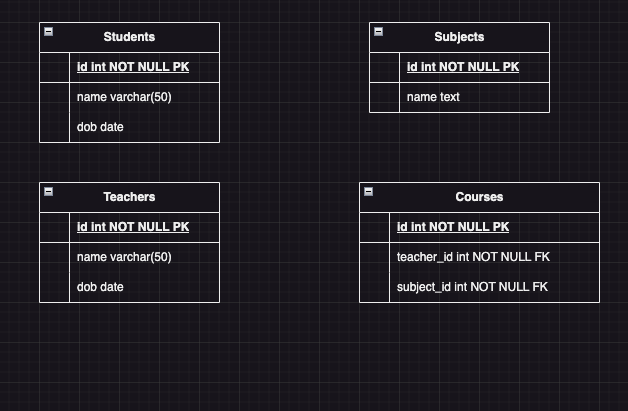 Students
id int NOT NULL PK
name varchar(50)
dob date
Subjects
id int NOT NULL PK
name text
Teachers
id int NOT NULL PK
name varchar(50)
dob date
Courses
id int NOT NULL PK
teacher_id int NOT NULL FK
subject_id int NOT NULL FK